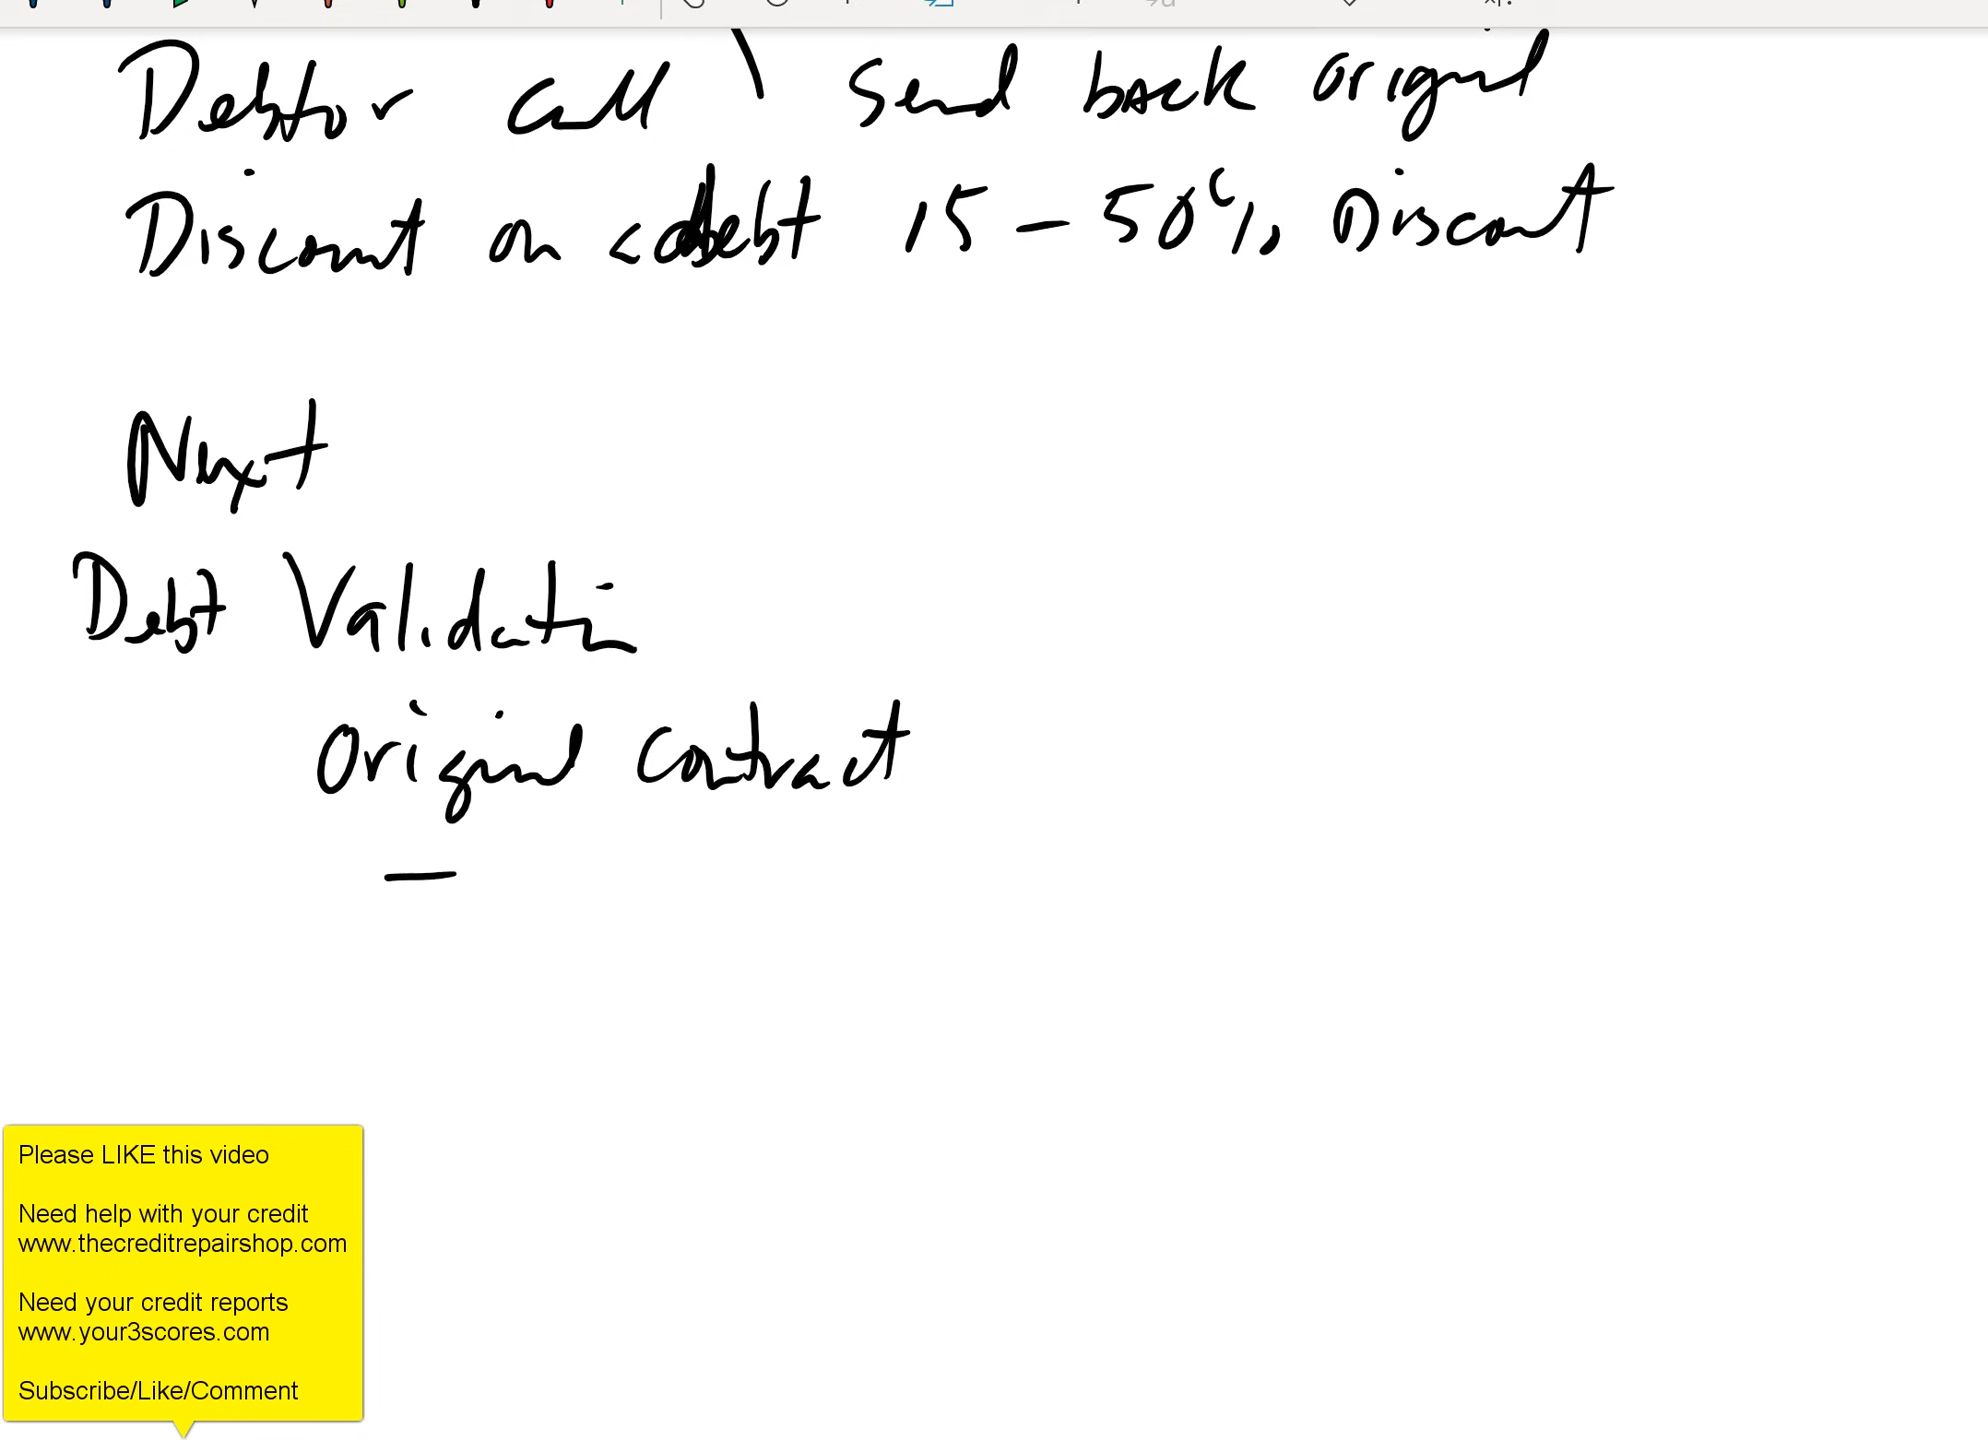 Debtor call Send back original
Discount on debt 15 - 50% Discount
Next
Debt Validation
Original Contract
Please LIKE this video
Need help with your credit
www.thecreditrepairshop.com
Need your credit reports
www.your3scores.com
Subscribe/Like/Comment